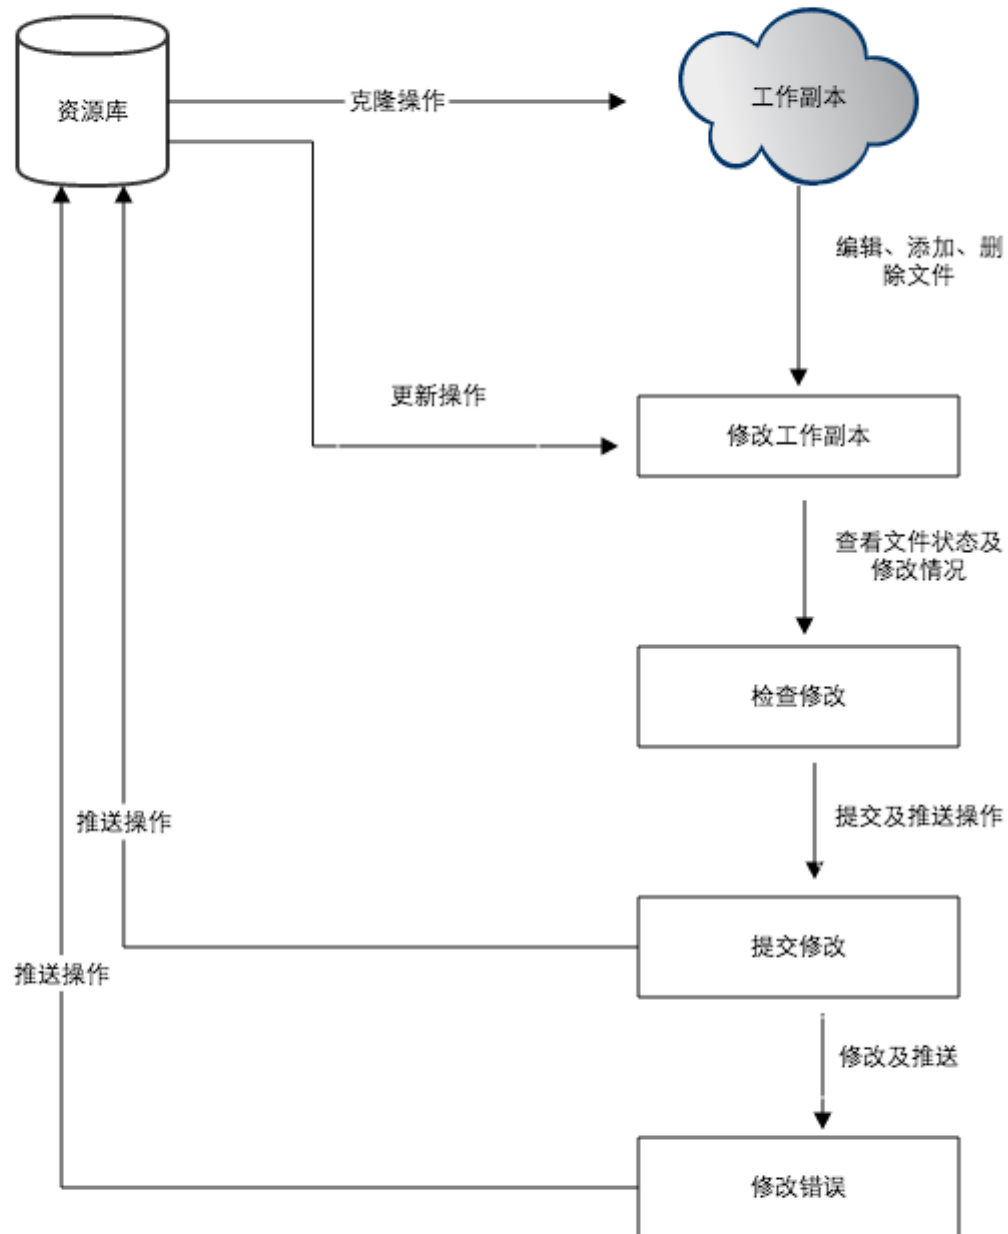 资源库
克隆操作
工作副本
编辑、添加、删
除文件
更新操作
修改工作副本
查看文件状态及
修改情况
检查修改
推送操作
提交及推送操作
提交修改
推送操作
修改及推送
修改错误